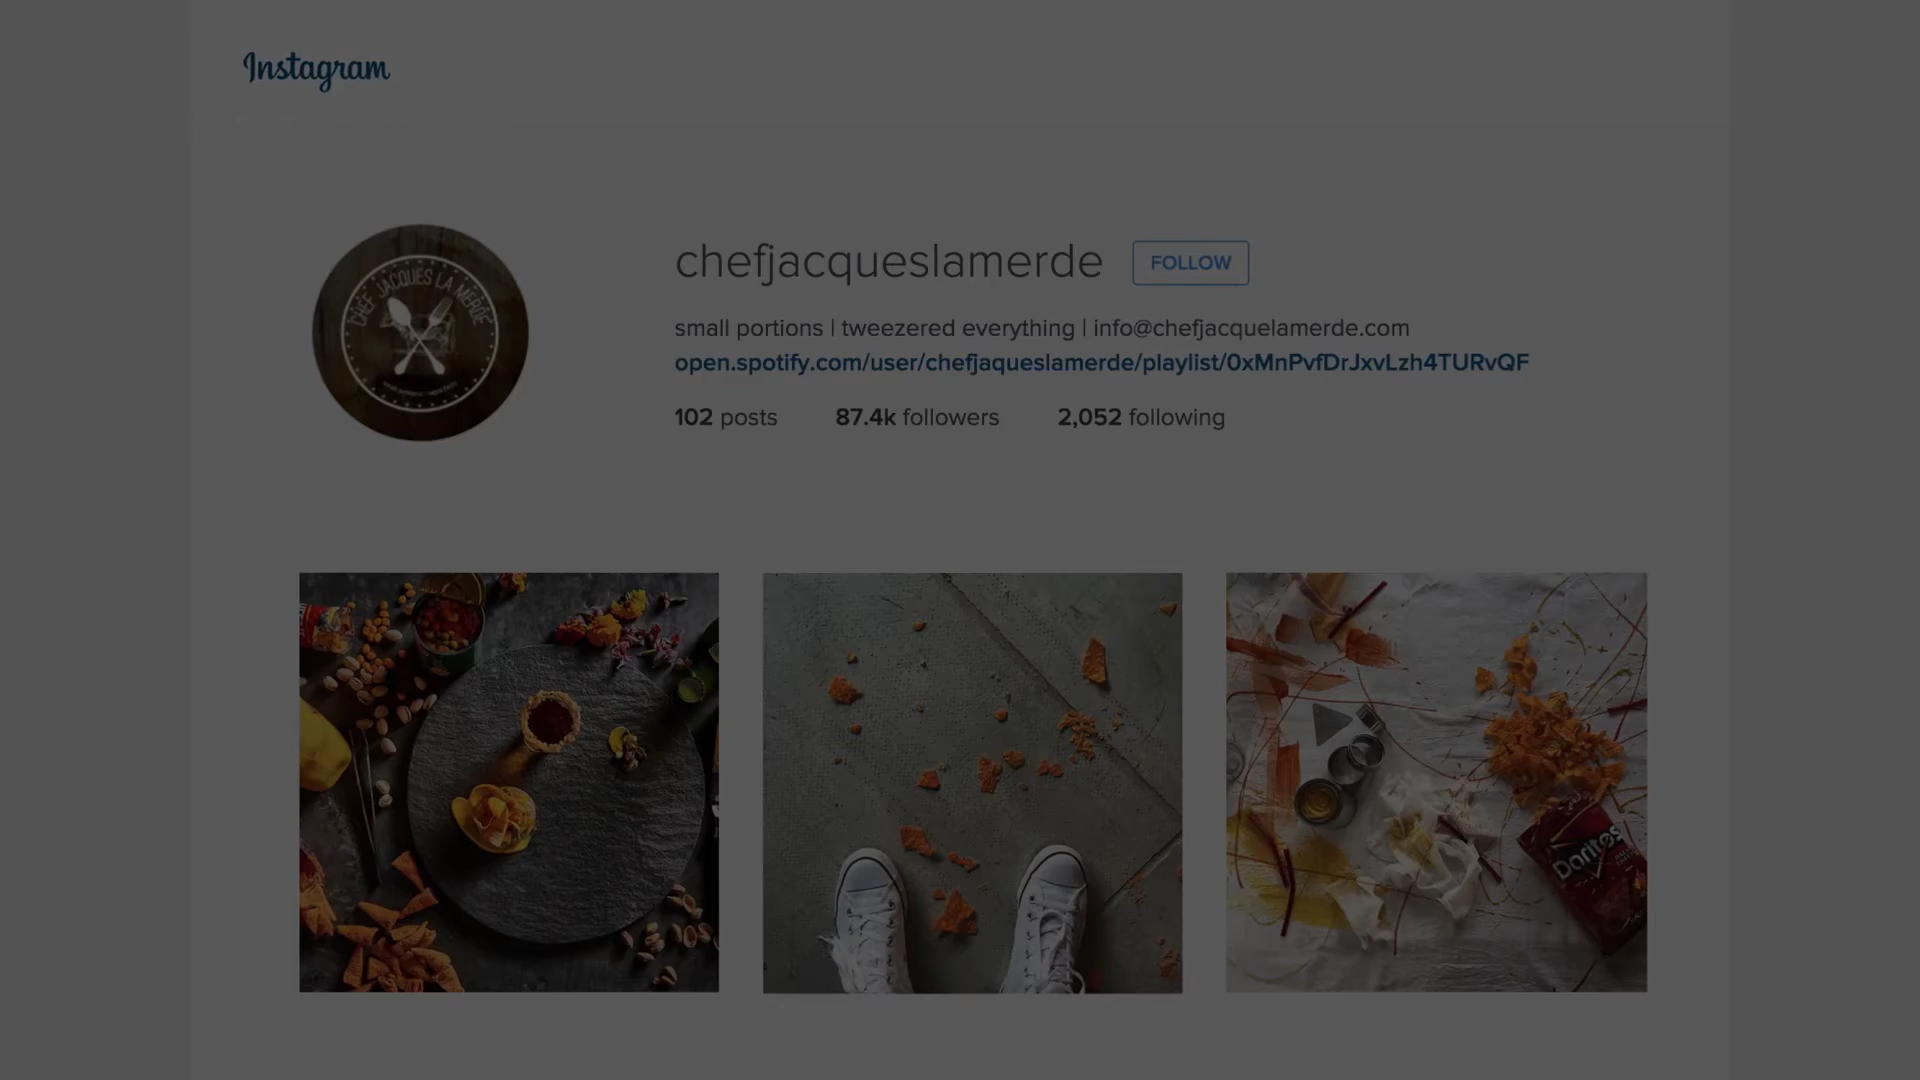 Instagram
chefjacqueslamerde
FOLLOW
small portions | tweezered everything | info@chefjacquelamerde.com
open.spotify.com/user/chefjaqueslamerde/playlist/0xMnPvfDrJxvLzh4TURvQF
102 posts 87.4k followers 2,052 following
CHEF JACQUES LA MERDE
Doritos